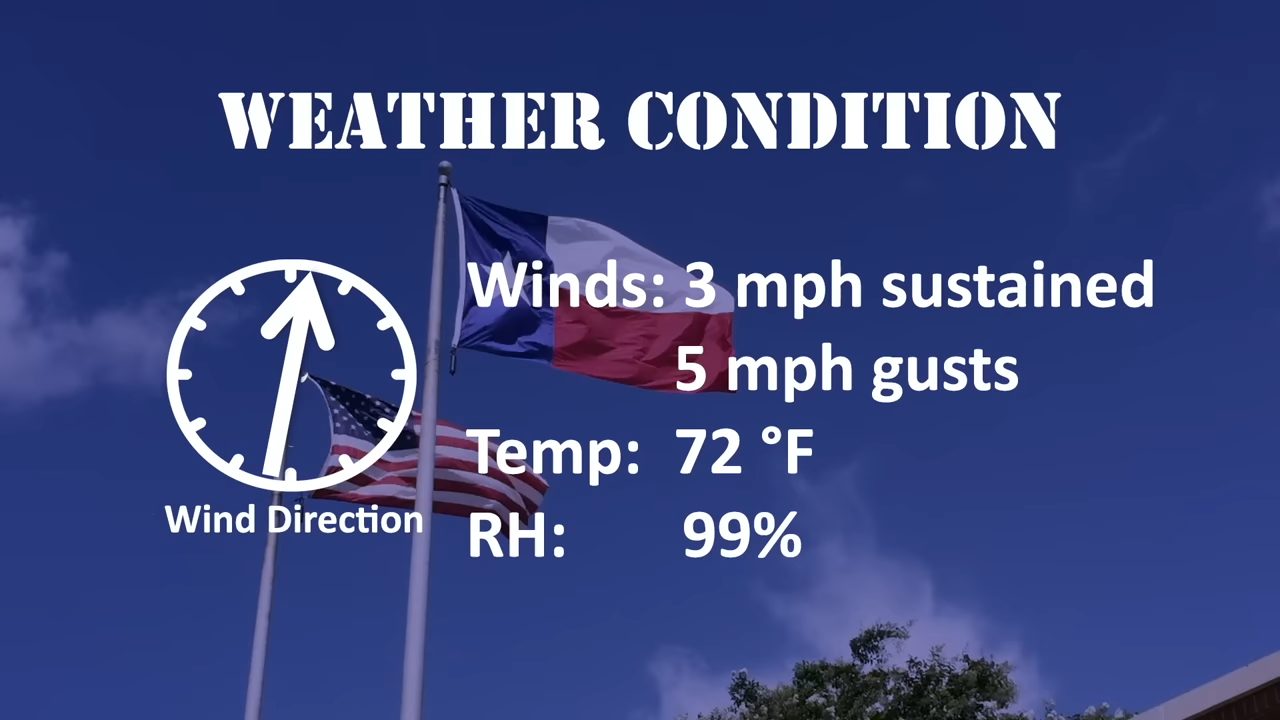 WEATHER CONDITION
Winds: 3 mph sustained
5 mph gusts
Temp: 72 °F
RH: 99%
Wind Direction